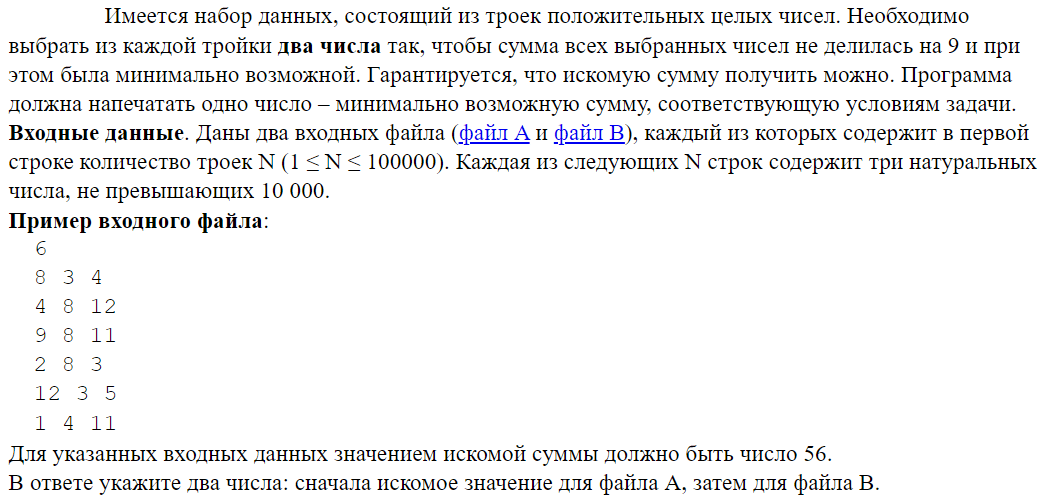 Имеется набор данных, состоящий из троек положительных целых чисел. Необходимо
выбрать из каждой тройки два числа так, чтобы сумма всех выбранных чисел не делилась на 9 и при
этом была минимально возможной. Гарантируется, что искомую сумму получить можно. Программа
должна напечатать одно число – минимально возможную сумму, соответствующую условиям задачи.
Входные данные. Даны два входных файла (файл A и файл B), каждый из которых содержит в первой
строке количество троек N (1 ≤ N ≤ 100000). Каждая из следующих N строк содержит три натуральных
числа, не превышающих 10 000.
Пример входного файла:
6
8 3 4
4 8 12
9 8 11
2 8 3
12 3 5
1 4 11
Для указанных входных данных значением искомой суммы должно быть число 56.
В ответе укажите два числа: сначала искомое значение для файла А, затем для файла B.